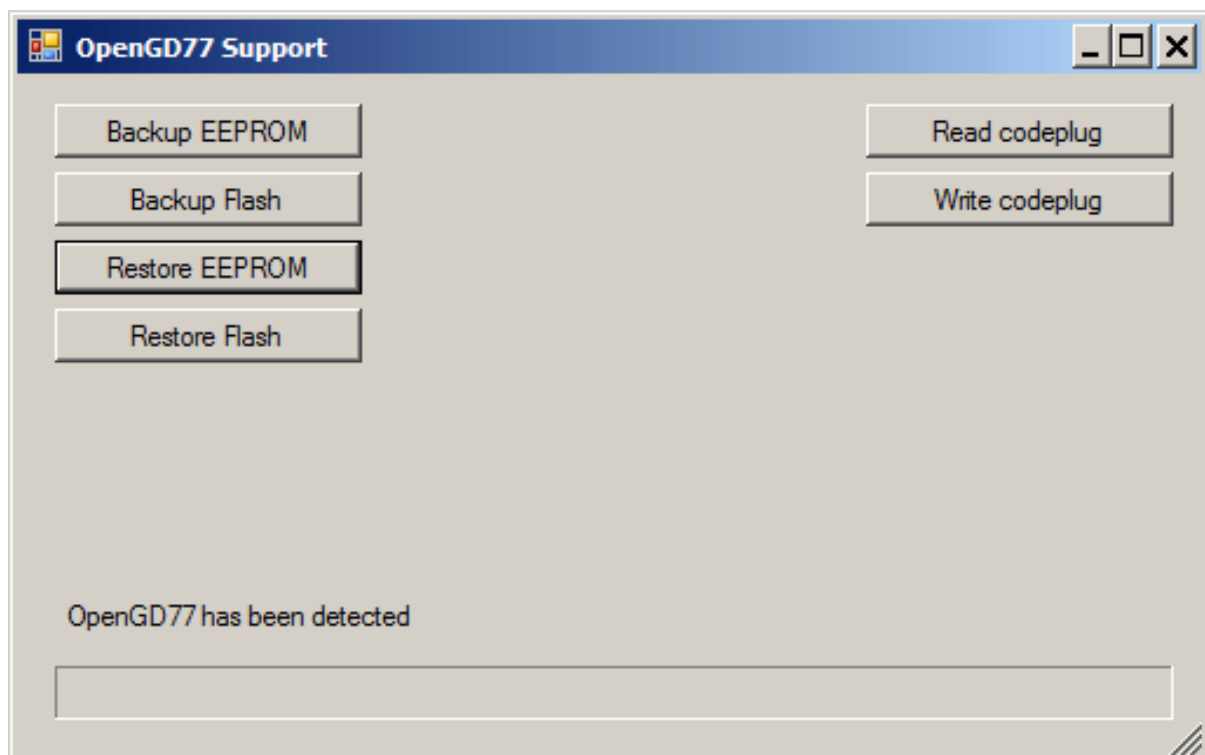 OpenGD77 Support
Backup EEPROM
Read codeplug
Backup Flash
Write codeplug
Restore EEPROM
Restore Flash
OpenGD77 has been detected